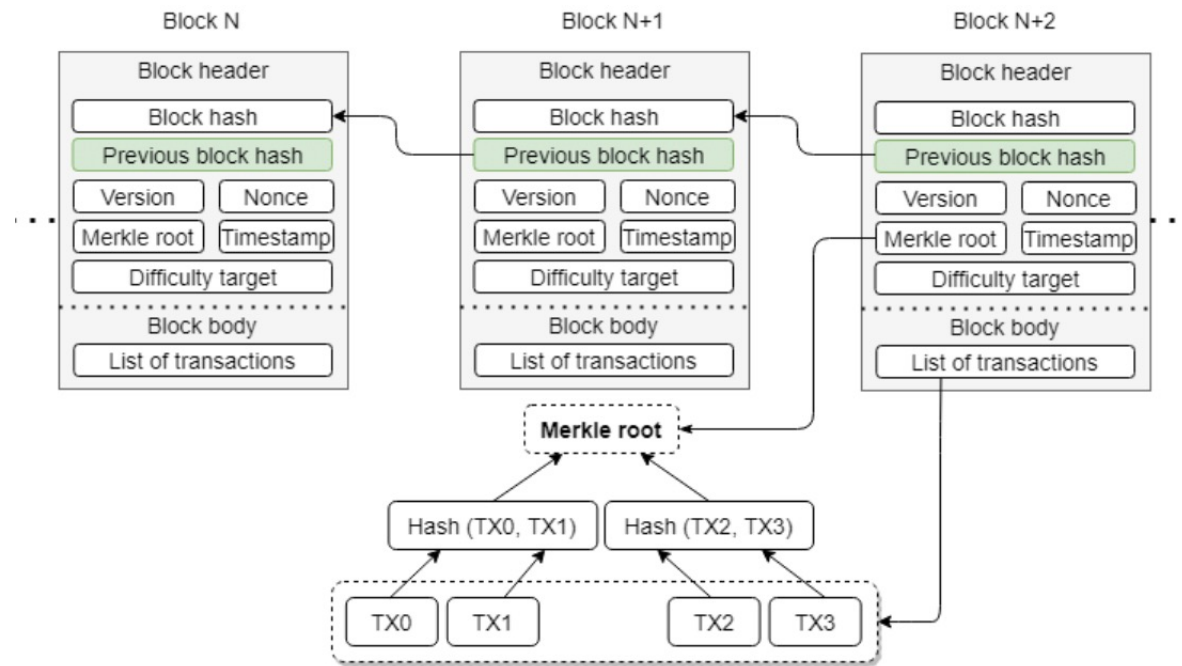 Block N
Block header
Block hash
Previous block hash
Version
Nonce
Merkle root
Timestamp
Difficulty target
Block body
List of transactions
Block N+1
Block header
Block hash
Previous block hash
Version
Nonce
Merkle root
Timestamp
Difficulty target
Block body
List of transactions
Block N+2
Block header
Block hash
Previous block hash
Version
Nonce
Merkle root
Timestamp
Difficulty target
Block body
List of transactions
Merkle root
Hash (TX0, TX1)
Hash (TX2, TX3)
TX0
TX1
TX2
TX3